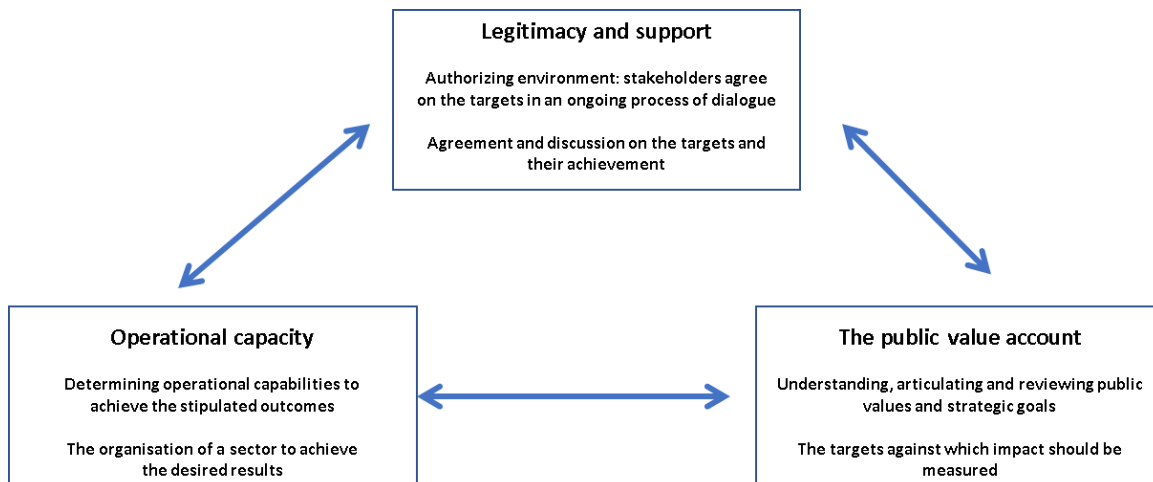 Legitimacy and support
Authorizing environment: stakeholders agree
on the targets in an ongoing process of dialogue
Agreement and discussion on the targets and
their achievement
Operational capacity
Determining operational capabilities to
achieve the stipulated outcomes
The organisation of a sector to achieve
the desired results
The public value account
Understanding, articulating and reviewing public
values and strategic goals
The targets against which impact should be
measured